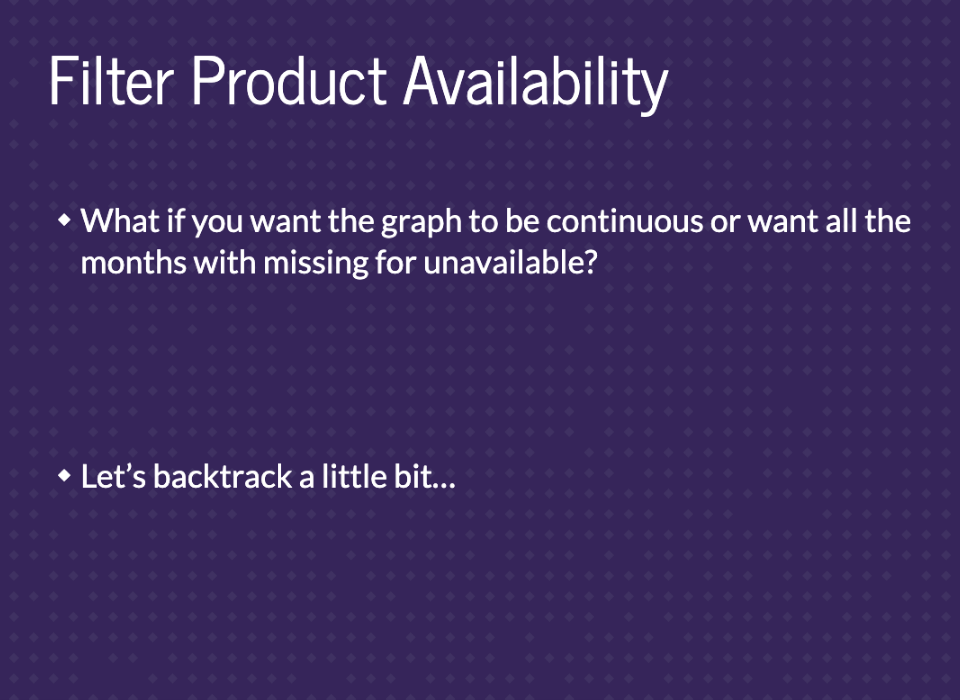 Filter Product Availability
What if you want the graph to be continuous or want all the
months with missing for unavailable?
Let’s backtrack a little bit…